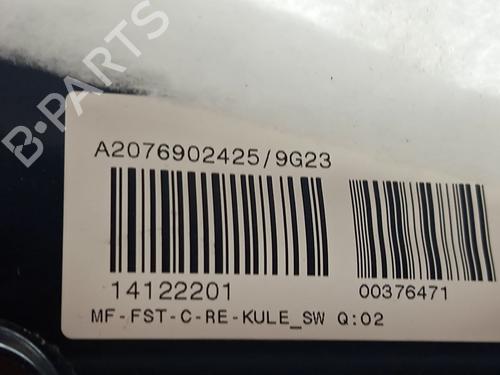 B-PARTS
A2076902425/9G23
14122201
00376471
MF-FST-C-RE-KULE_SW Q:02